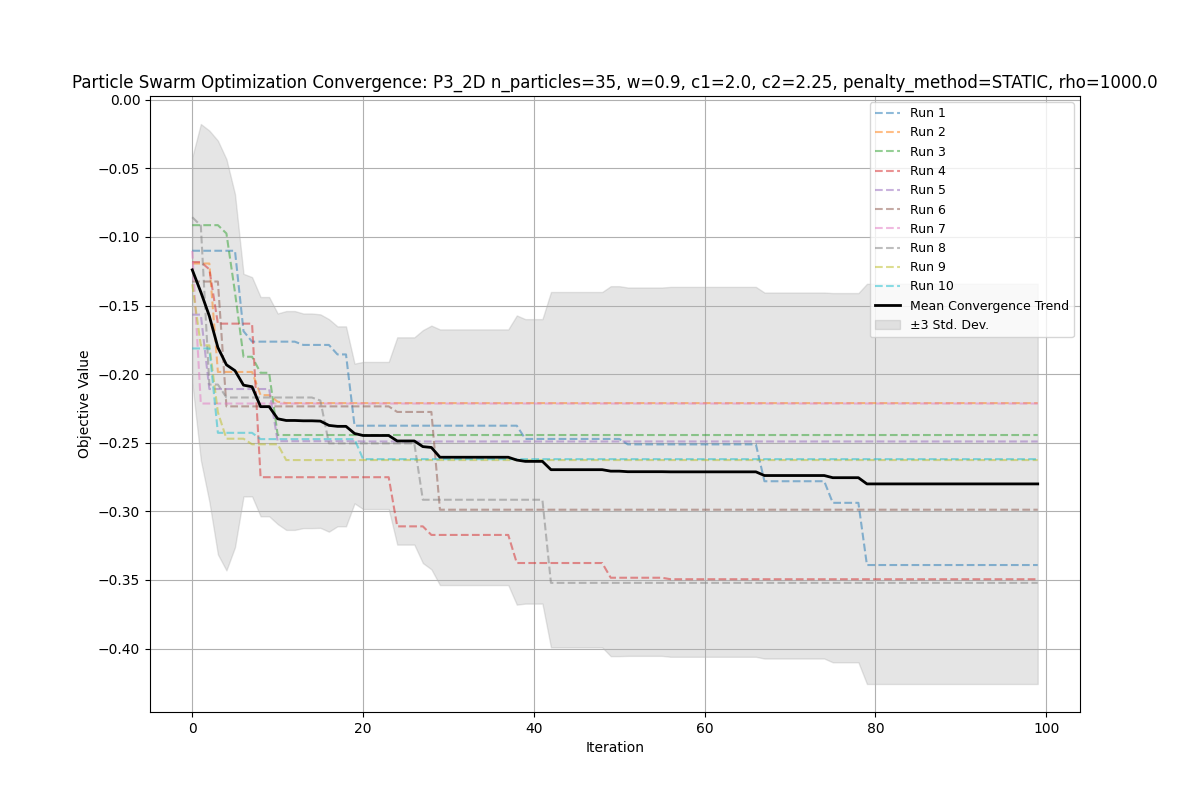 Particle Swarm Optimization Convergence: P3_2D n_particles=35, w=0.9, c1=2.0, c2=2.25, penalty_method=STATIC, rho=1000.0
0.00
−0.05
−0.10
−0.15
−0.20
−0.25
−0.30
−0.35
−0.40
Objective Value
Run 1
Run 2
Run 3
Run 4
Run 5
Run 6
Run 7
Run 8
Run 9
Run 10
Mean Convergence Trend
±3 Std. Dev.
0 20 40 60 80 100
Iteration